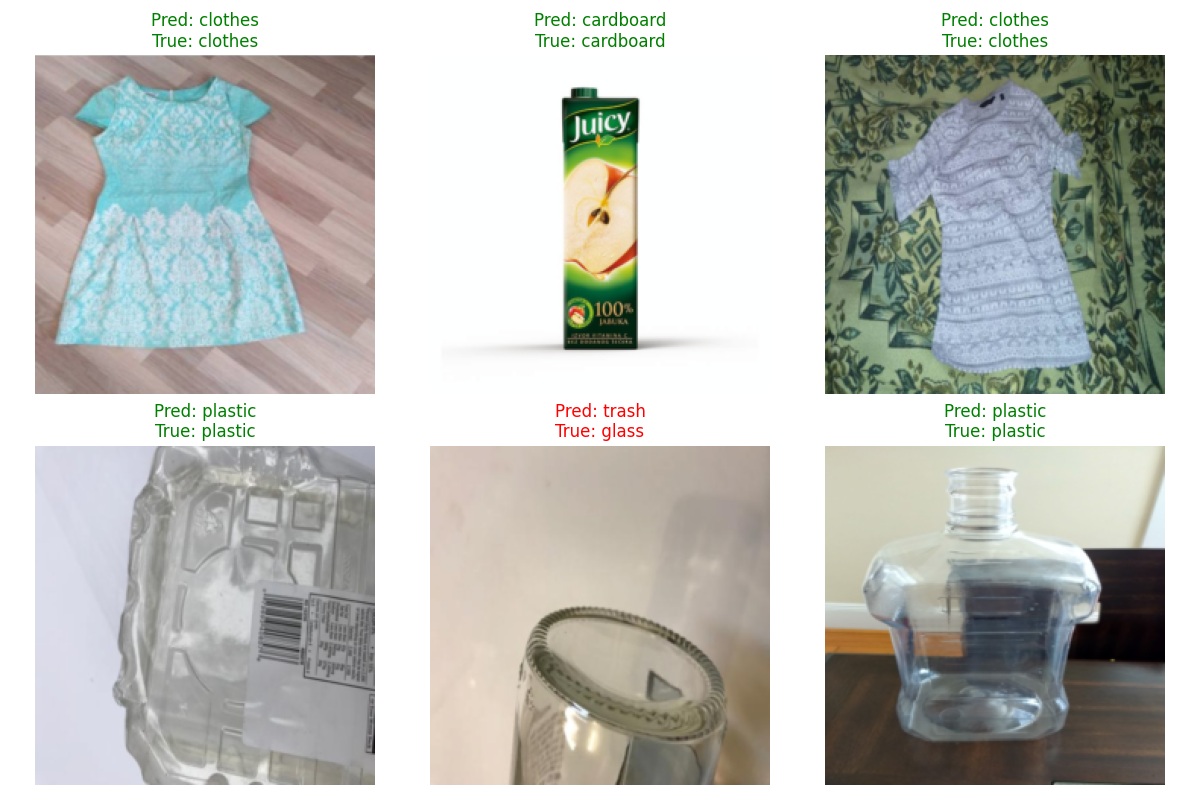 Pred: clothes
True: clothes
Pred: cardboard
True: cardboard
Pred: clothes
True: clothes
Juicy
100%
JABUKA
Pred: plastic
True: plastic
Pred: trash
True: glass
Pred: plastic
True: plastic